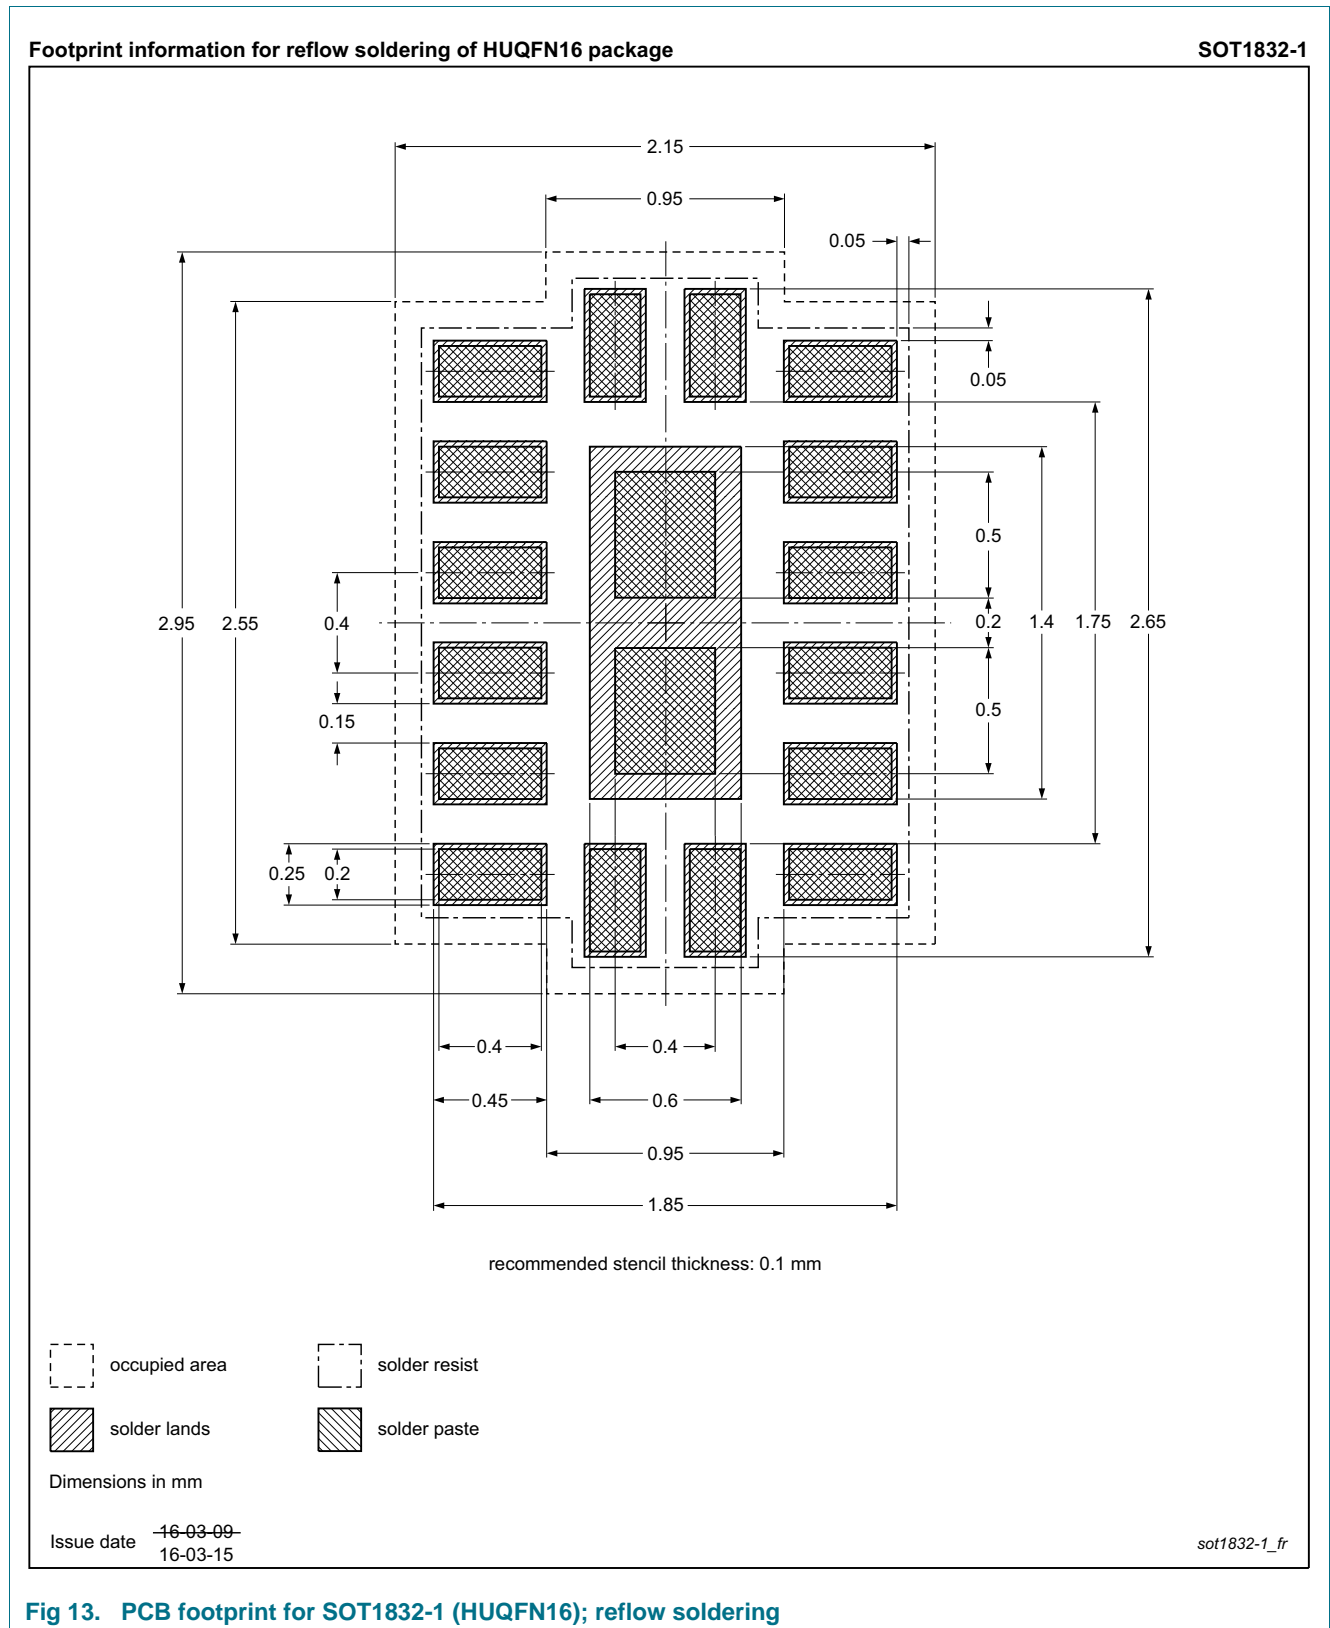 Footprint information for reflow soldering of HUQFN16 package SOT1832-1
2.15
0.95
0.05
0.05
0.5
2.95 2.55 0.4 0.2 1.4 1.75 2.65
0.5
0.15
0.25 0.2
0.4 0.4
0.45 0.6
0.95
1.85
recommended stencil thickness: 0.1 mm
occupied area solder resist
solder lands solder paste
Dimensions in mm
Issue date 16-03-09
16-03-15
sot1832-1_fr
Fig 13. PCB footprint for SOT1832-1 (HUQFN16); reflow soldering